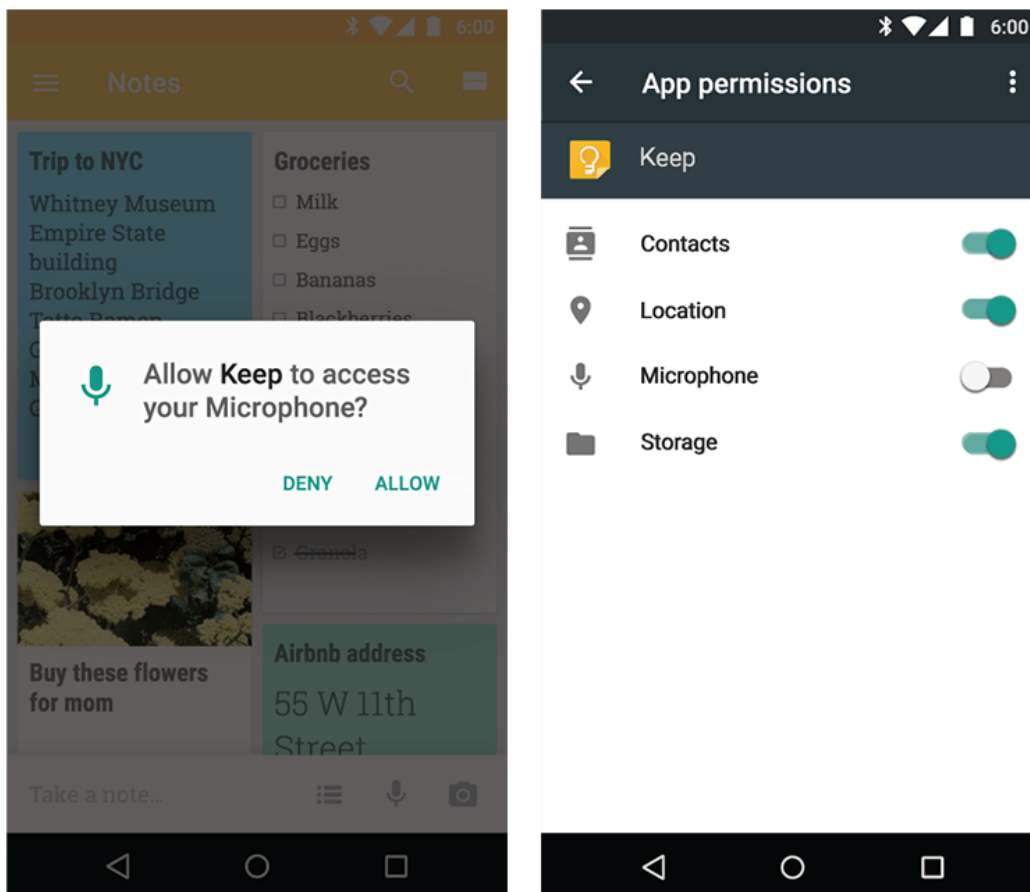 6:00
Notes
Trip to NYC
Whitney Museum
Empire State
building
Brooklyn Bridge
Groceries
Milk
Eggs
Bananas
Blackberries
Allow Keep to access
your Microphone?
DENY
ALLOW
Granola
Buy these flowers
for mom
Airbnb address
55 W 11th
Street
Take a note...
6:00
App permissions
Keep
Contacts
Location
Microphone
Storage